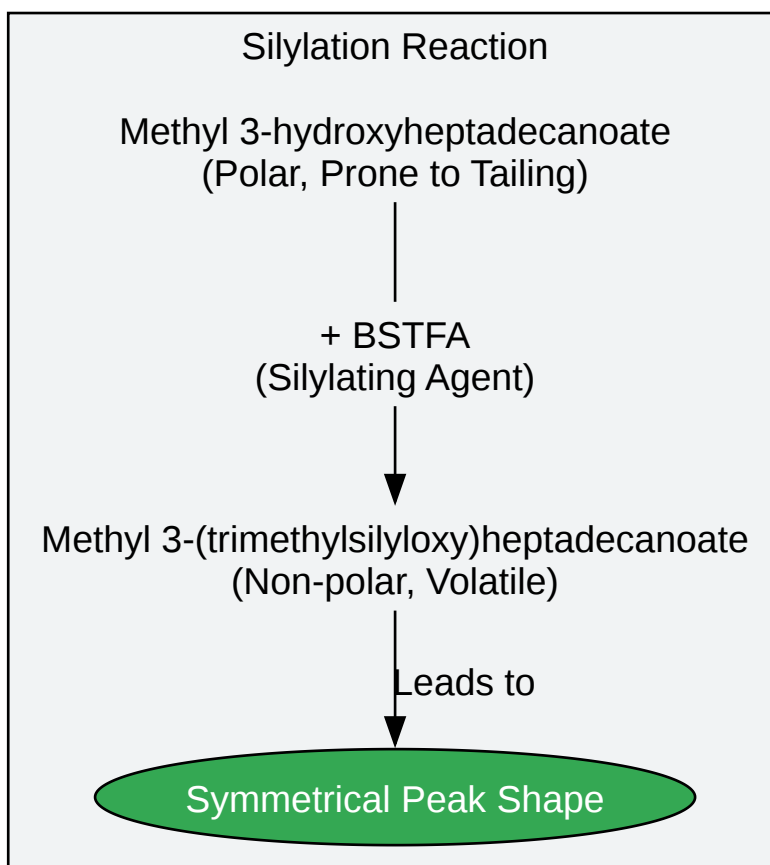 Silylation Reaction
Methyl 3-hydroxyheptadecanoate
(Polar, Prone to Tailing)
+ BSTFA
(Silylating Agent)
Methyl 3-(trimethylsilyloxy)heptadecanoate
(Non-polar, Volatile)
Leads to
Symmetrical Peak Shape